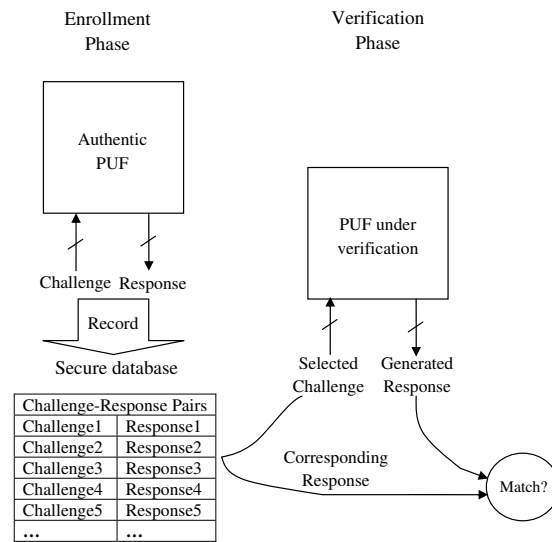 Enrollment
Phase
Verification
Phase
Authentic
PUF
PUF under
verification
Challenge Response
Record
Secure database
Selected
Challenge
Generated
Response
Challenge-Response Pairs
Challenge1 Response1
Challenge2 Response2
Challenge3 Response3
Challenge4 Response4
Challenge5 Response5
... ...
Corresponding
Response
Match?